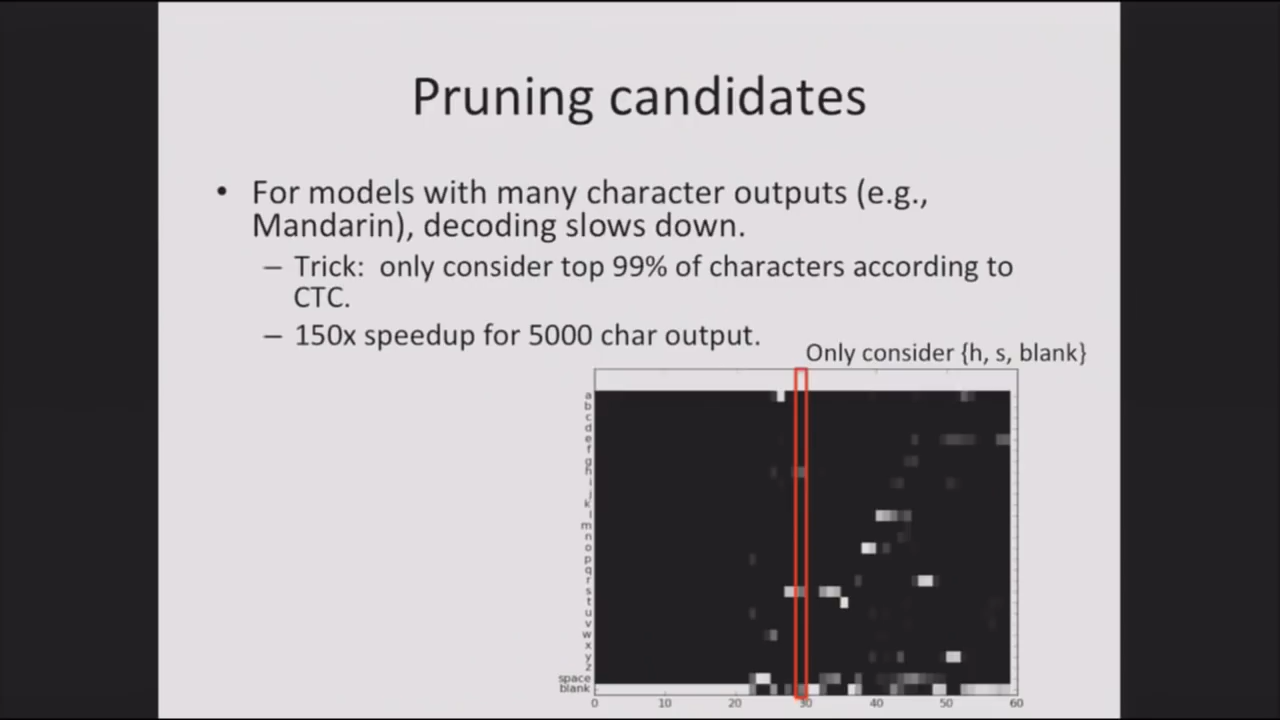 Pruning candidates
• For models with many character outputs (e.g.,
Mandarin), decoding slows down.
– Trick: only consider top 99% of characters according to
CTC.
– 150x speedup for 5000 char output.
Only consider {h, s, blank}
a
b
c
d
e
f
g
h
i
j
k
l
m
n
o
p
q
r
s
t
u
v
w
x
y
z
space
blank
0 10 20 30 40 50 60